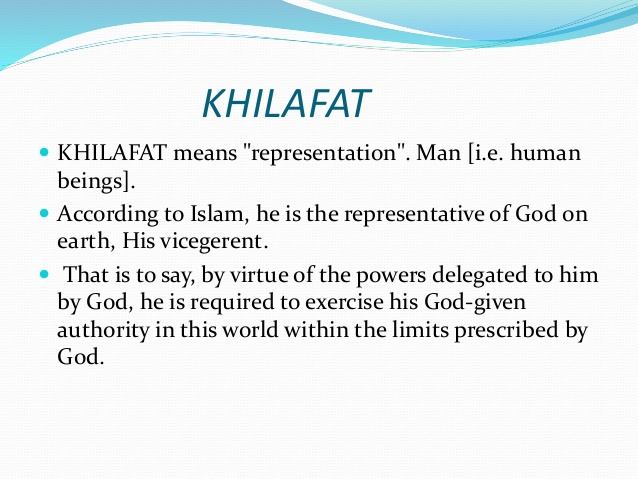 KHILAFAT
• KHILAFAT means "representation". Man [i.e. human
beings].
• According to Islam, he is the representative of God on
earth, His vicegerent.
• That is to say, by virtue of the powers delegated to him
by God, he is required to exercise his God-given
authority in this world within the limits prescribed by
God.